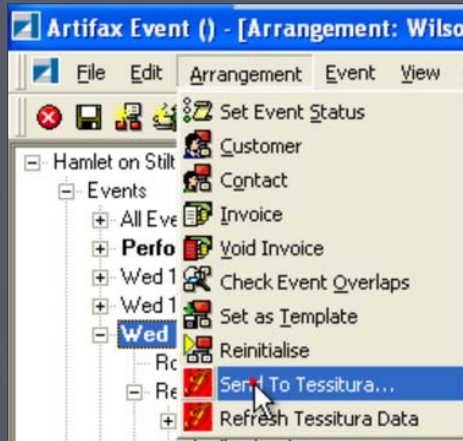 Artifax Event () - [Arrangement: Wilso
File Edit Arrangement Event View
Set Event Status
Customer
Contact
Invoice
Void Invoice
Check Event Overlaps
Set as Template
Reinitialise
Send To Tessitura...
Refresh Tessitura Data
Hamlet on Stilt
Events
All Eve
Perfo
Wed 1
Wed 1
Wed
Ro
Re